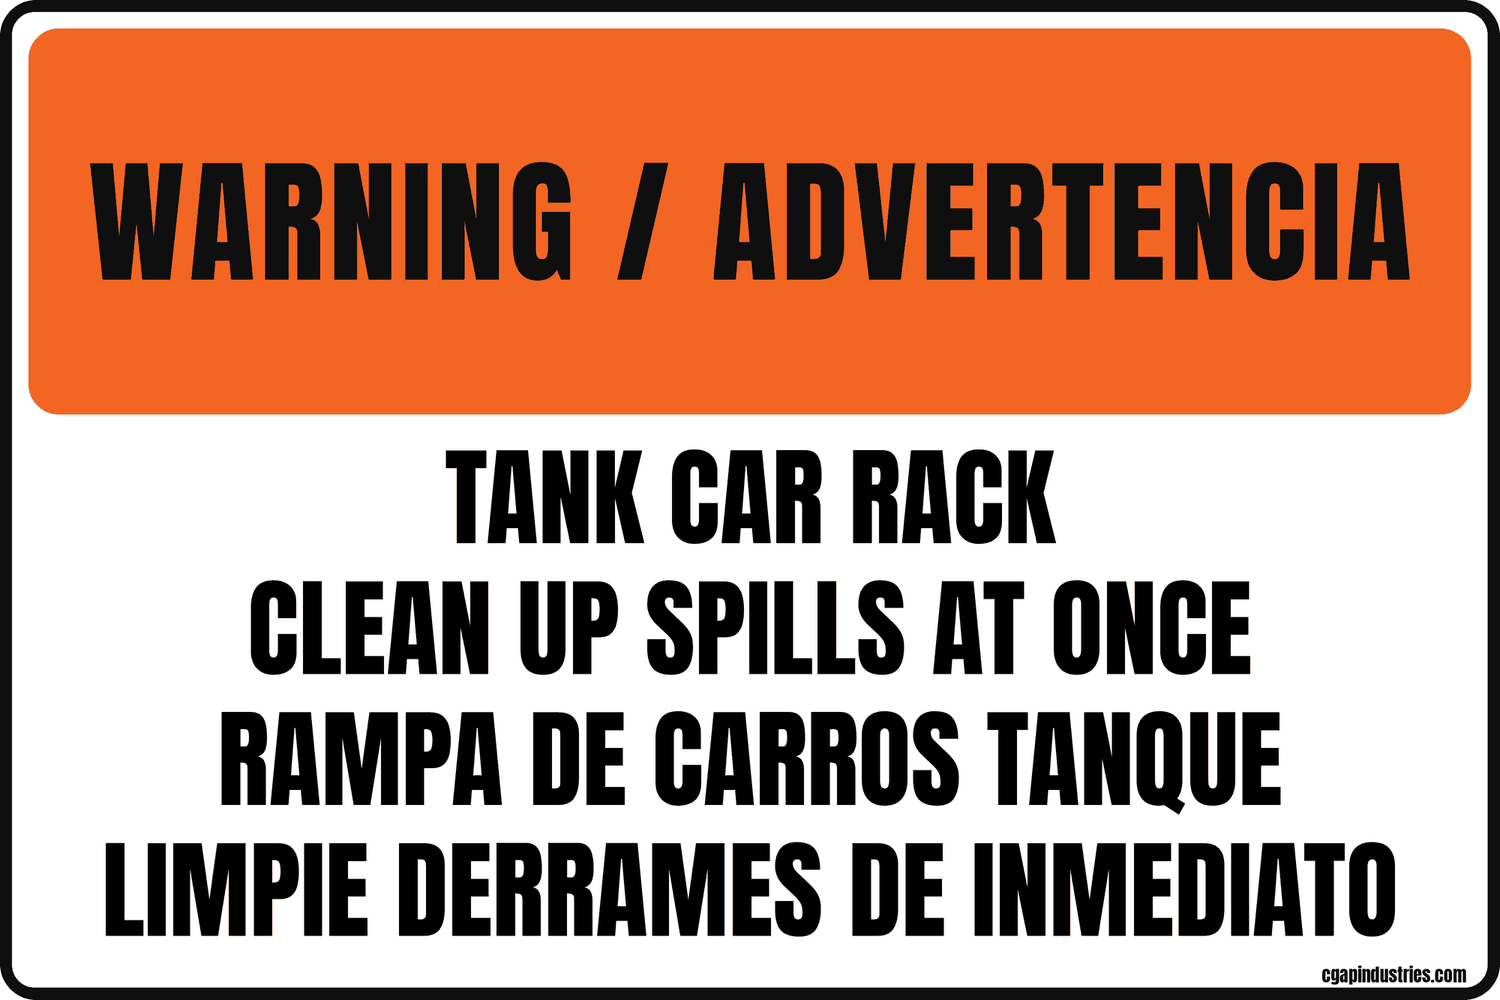 WARNING / ADVERTENCIA
TANK CAR RACK
CLEAN UP SPILLS AT ONCE
RAMPA DE CARROS TANQUE
LIMPIE DERRAMES DE INMEDIATO
cgapindustries.com